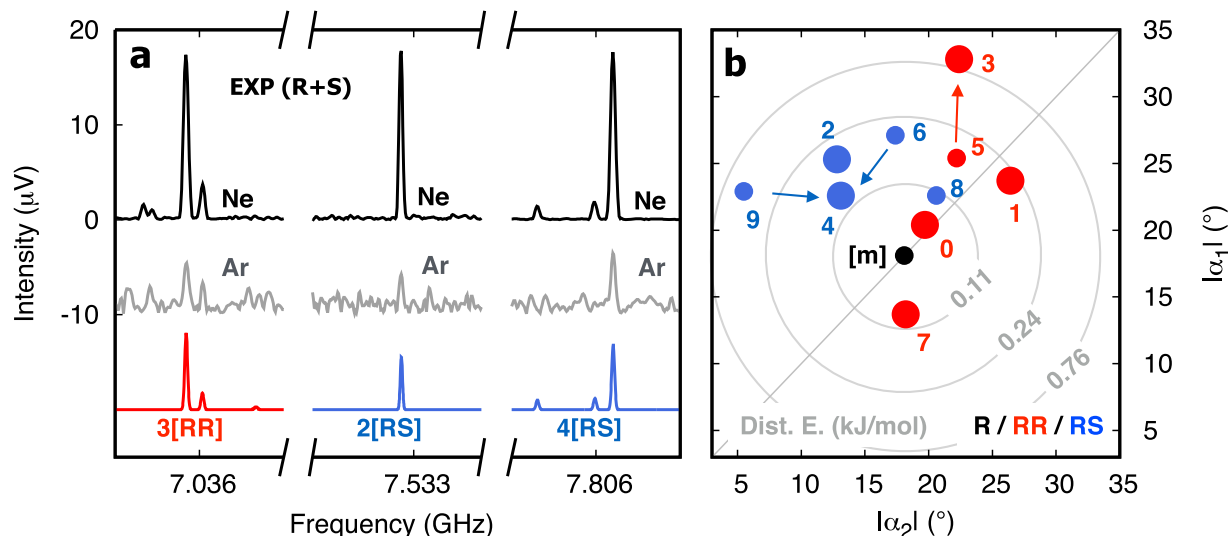 a
EXP (R+S)
Ne
Ne
Ne
Ar
Ar
Ar
3[RR]
2[RS]
4[RS]
20
10
0
-10
Intensity (μV)
7.036
7.533
7.806
Frequency (GHz)
b
3
6
2
5
8
9
4
1
0
[m]
7
0.11
0.24
0.76
Dist. E. (kJ/mol)
R / RR / RS
5
10
15
20
25
30
35
|α₂| (°)
35
30
25
20
15
10
5
|α₁| (°)